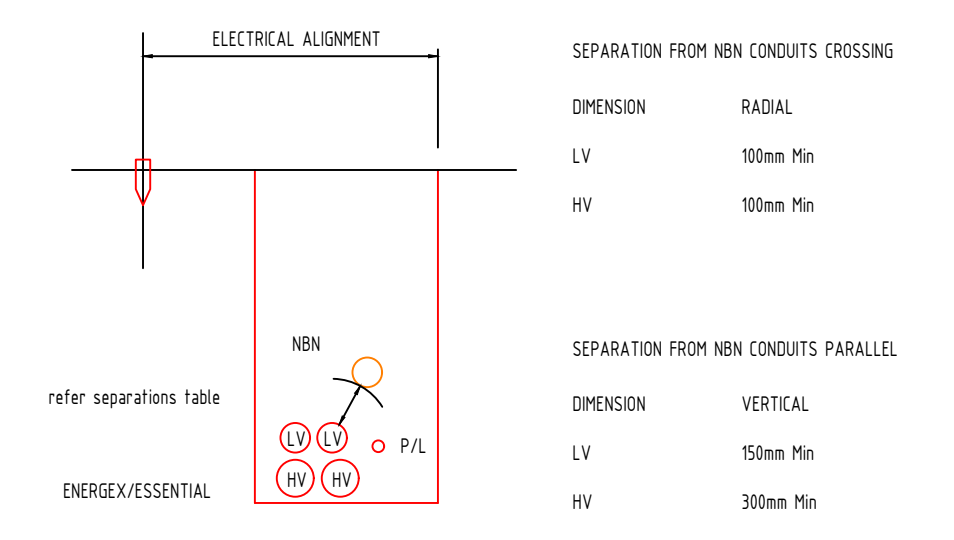 ELECTRICAL ALIGNMENT
NBN
refer separations table
LV LV
P/L
HV HV
ENERGEX/ESSENTIAL
SEPARATION FROM NBN CONDUITS CROSSING
DIMENSION RADIAL
LV 100mm Min
HV 100mm Min
SEPARATION FROM NBN CONDUITS PARALLEL
DIMENSION VERTICAL
LV 150mm Min
HV 300mm Min